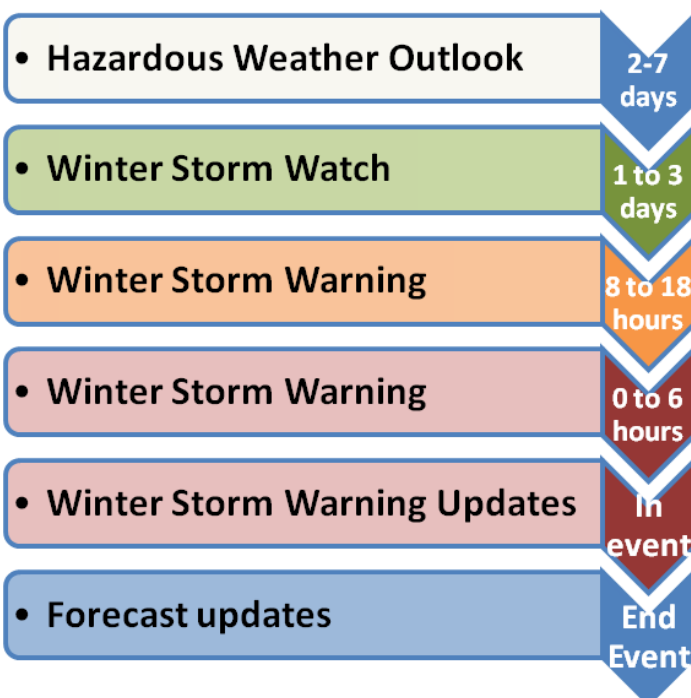 • Hazardous Weather Outlook
2-7
days
• Winter Storm Watch
1 to 3
days
• Winter Storm Warning
8 to 18
hours
• Winter Storm Warning
0 to 6
hours
• Winter Storm Warning Updates
In
event
• Forecast updates
End
Event